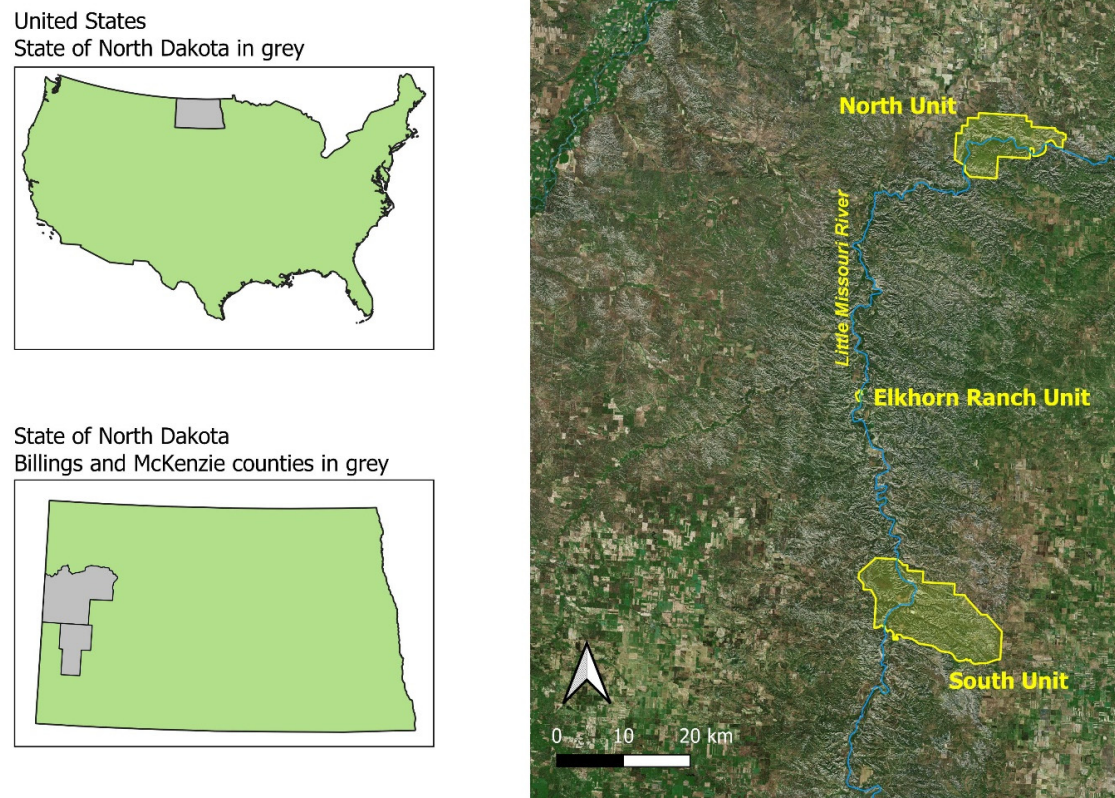 United States
State of North Dakota in grey
State of North Dakota
Billings and McKenzie counties in grey
North Unit
Little Missouri River
Elkhorn Ranch Unit
South Unit
0 10 20 km